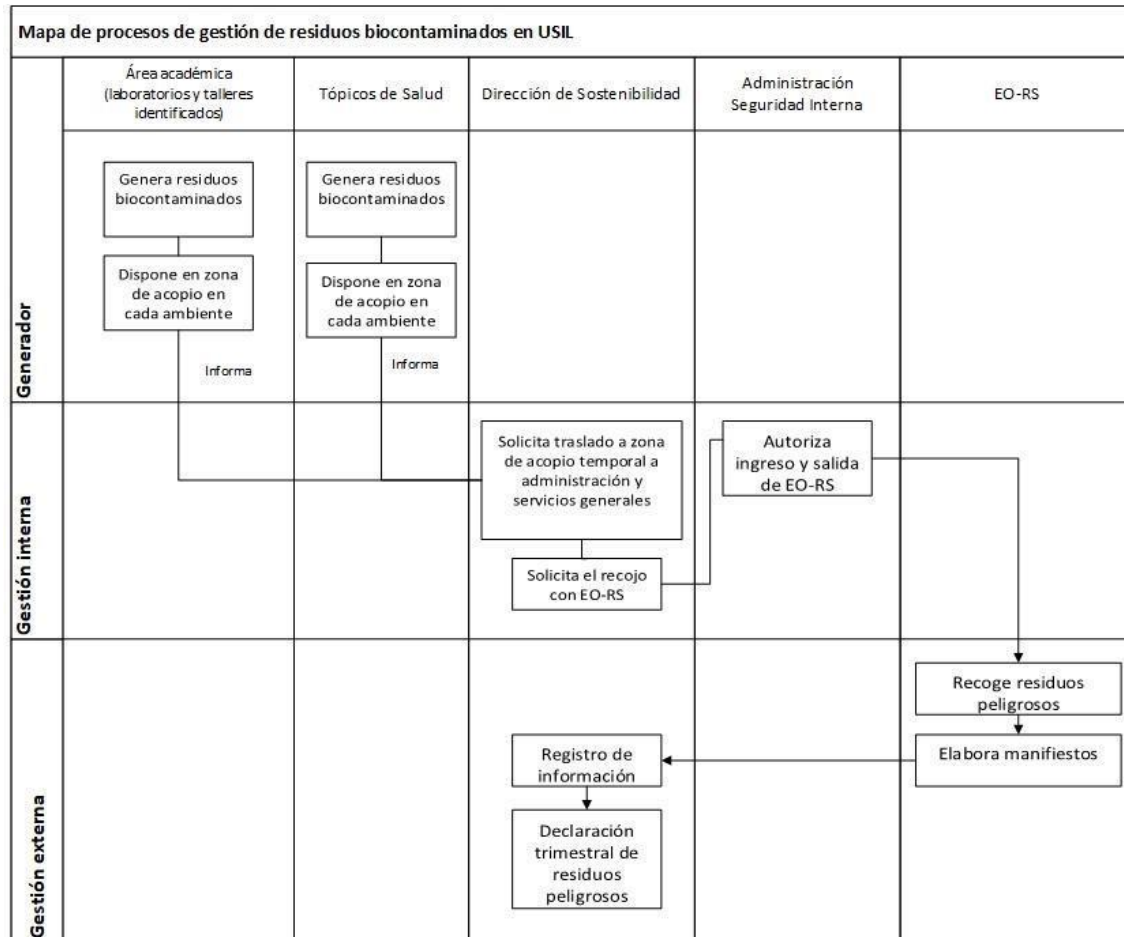 Mapa de procesos de gestión de residuos biocontaminados en USIL
Área académica
(laboratorios y talleres
identificados)
Tópicos de Salud
Dirección de Sostenibilidad
Administración
Seguridad Interna
EO-RS
Generador
Genera residuos
biocontaminados
Dispone en zona
de acopio en
cada ambiente
Informa
Genera residuos
biocontaminados
Dispone en zona
de acopio en
cada ambiente
Informa
Gestión interna
Solicita traslado a zona
de acopio temporal a
administración y
servicios generales
Solicita el recojo
con EO-RS
Autoriza
ingreso y salida
de EO-RS
Gestión externa
Recoge residuos
peligrosos
Elabora manifiestos
Registro de
información
Declaración
trimestral de
residuos
peligrosos